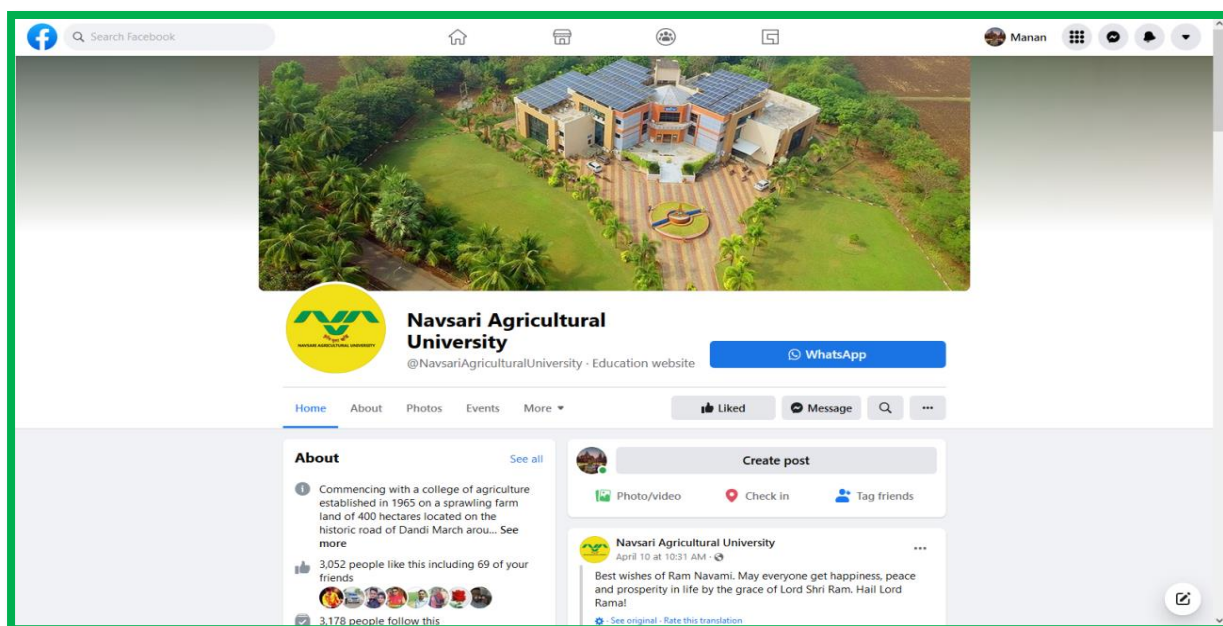 Search Facebook
Manan
NAVSARI AGRICULTURAL UNIVERSITY
Navsari Agricultural
University
@NavsariAgriculturalUniversity · Education website
WhatsApp
Home About Photos Events More
Liked Message
About See all
Commencing with a college of agriculture
established in 1965 on a sprawling farm
land of 400 hectares located on the
historic road of Dandi March arou... See
more
3,052 people like this including 69 of your
friends
3,178 people follow this
Create post
Photo/video Check in Tag friends
Navsari Agricultural University
April 10 at 10:31 AM ·
Best wishes of Ram Navami. May everyone get happiness, peace
and prosperity in life by the grace of Lord Shri Ram. Hail Lord
Rama!
· See original · Rate this translation